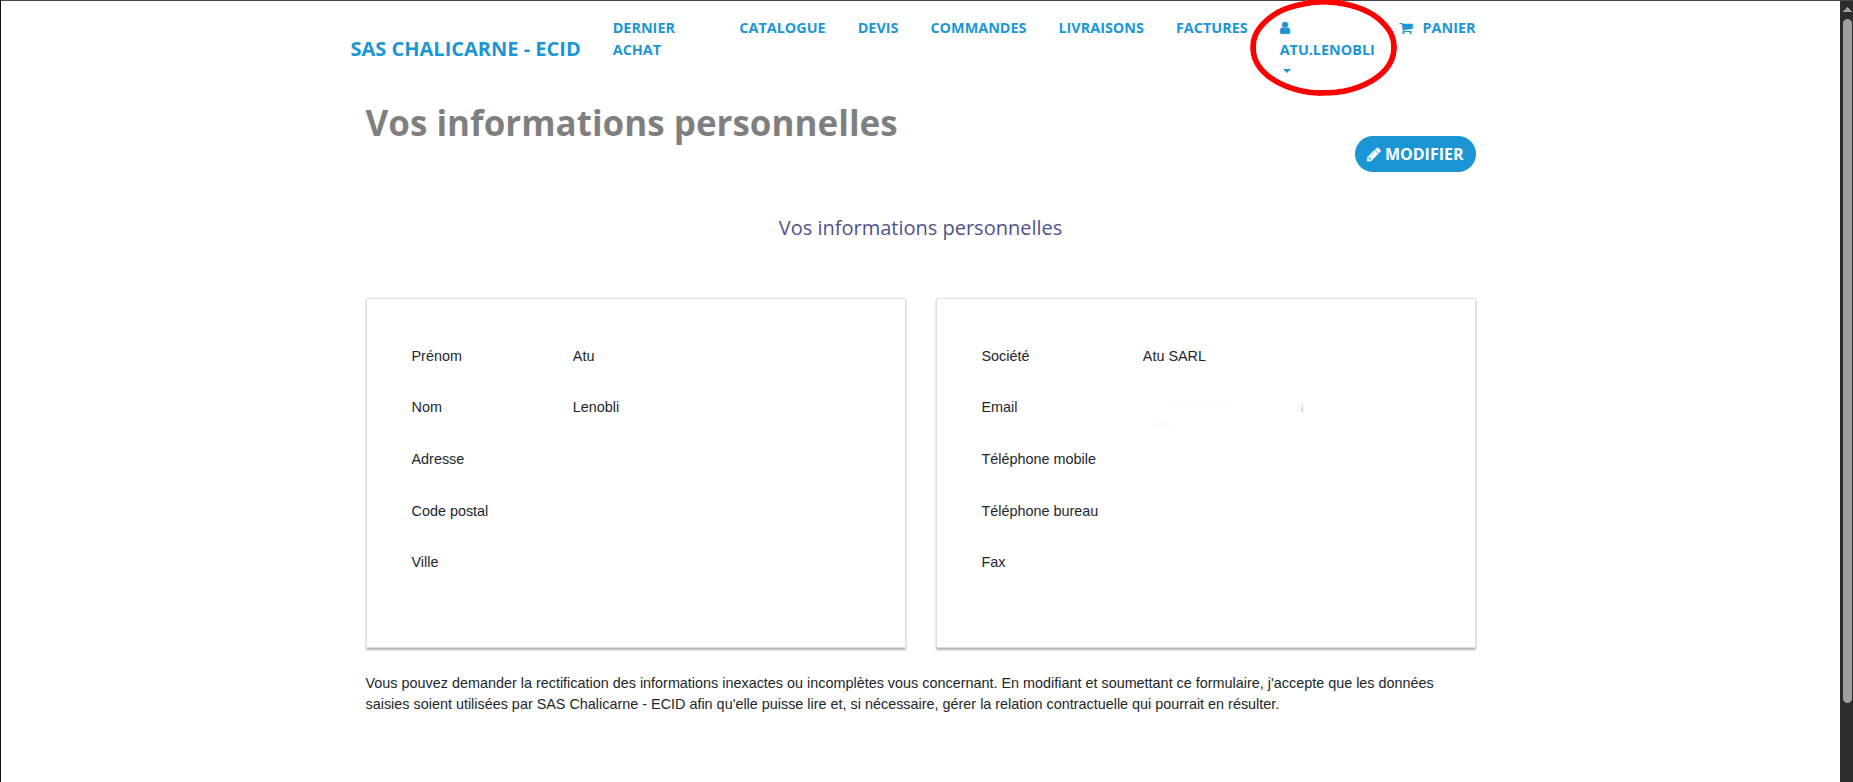 SAS CHALICARNE - ECID
DERNIER ACHAT
CATALOGUE
DEVIS
COMMANDES
LIVRAISONS
FACTURES
ATU.LENOBLI
PANIER
Vos informations personnelles
MODIFIER
Vos informations personnelles
Prénom Atu
Nom Lenobli
Adresse
Code postal
Ville
Société Atu SARL
Email
Téléphone mobile
Téléphone bureau
Fax
Vous pouvez demander la rectification des informations inexactes ou incomplètes vous concernant. En modifiant et soumettant ce formulaire, j'accepte que les données
saisies soient utilisées par SAS Chalicarne - ECID afin qu'elle puisse lire et, si nécessaire, gérer la relation contractuelle qui pourrait en résulter.